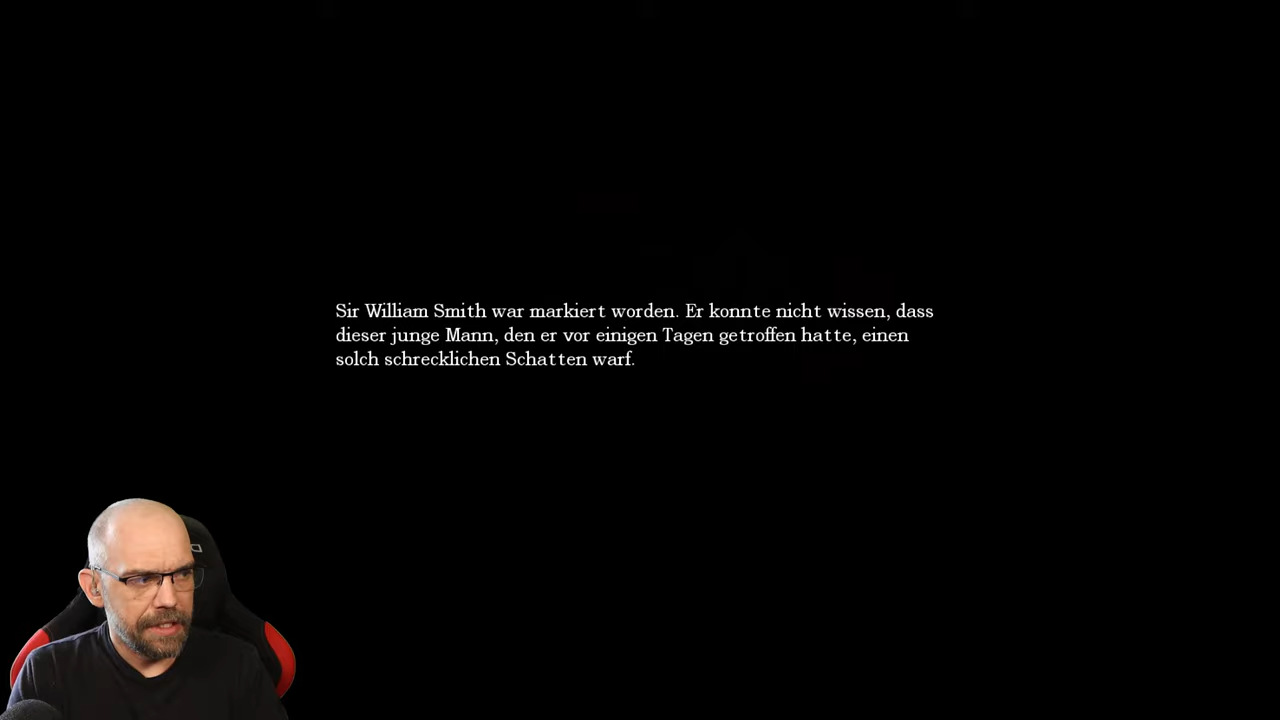 Sir William Smith war markiert worden. Er konnte nicht wissen, dass
dieser junge Mann, den er vor einigen Tagen getroffen hatte, einen
solch schrecklichen Schatten warf.